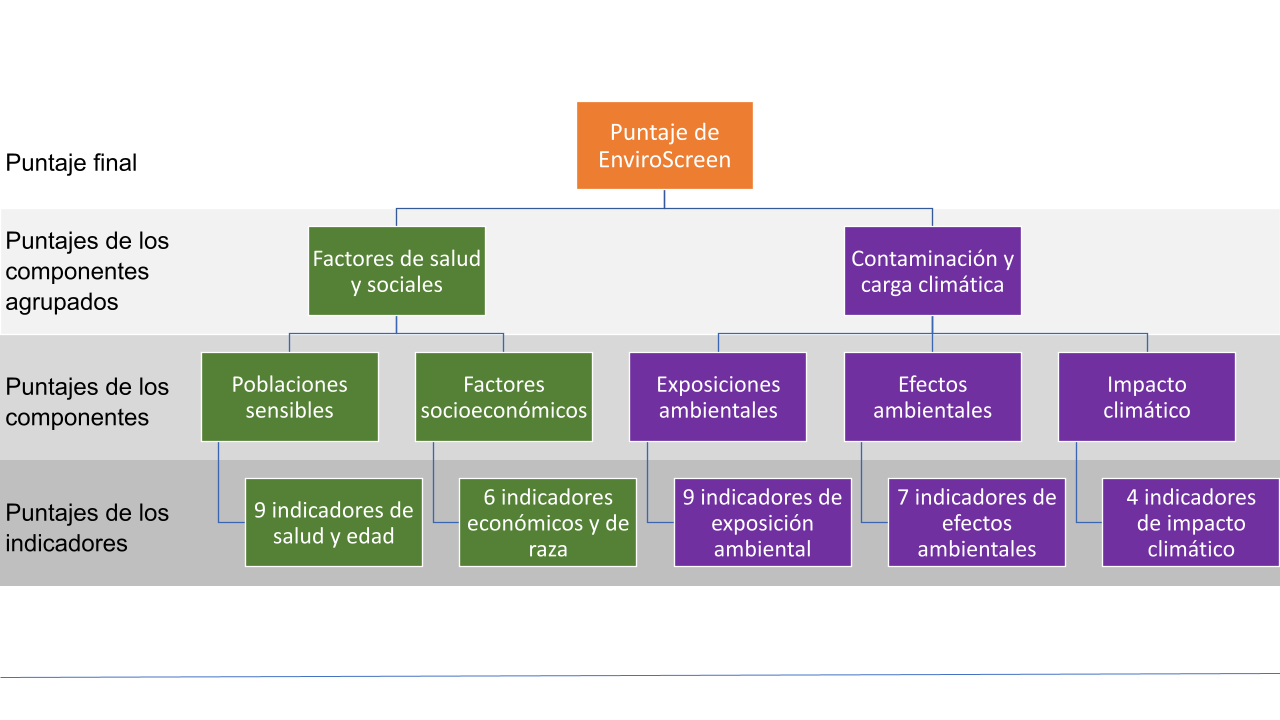 Puntaje final
Puntaje de
EnviroScreen
Puntajes de los
componentes
agrupados
Factores de salud
y sociales
Contaminación y
carga climática
Puntajes de los
componentes
Poblaciones
sensibles
Factores
socioeconómicos
Exposiciones
ambientales
Efectos
ambientales
Impacto
climático
Puntajes de los
indicadores
9 indicadores de
salud y edad
6 indicadores
económicos y de
raza
9 indicadores de
exposición
ambiental
7 indicadores de
efectos
ambientales
4 indicadores
de impacto
climático